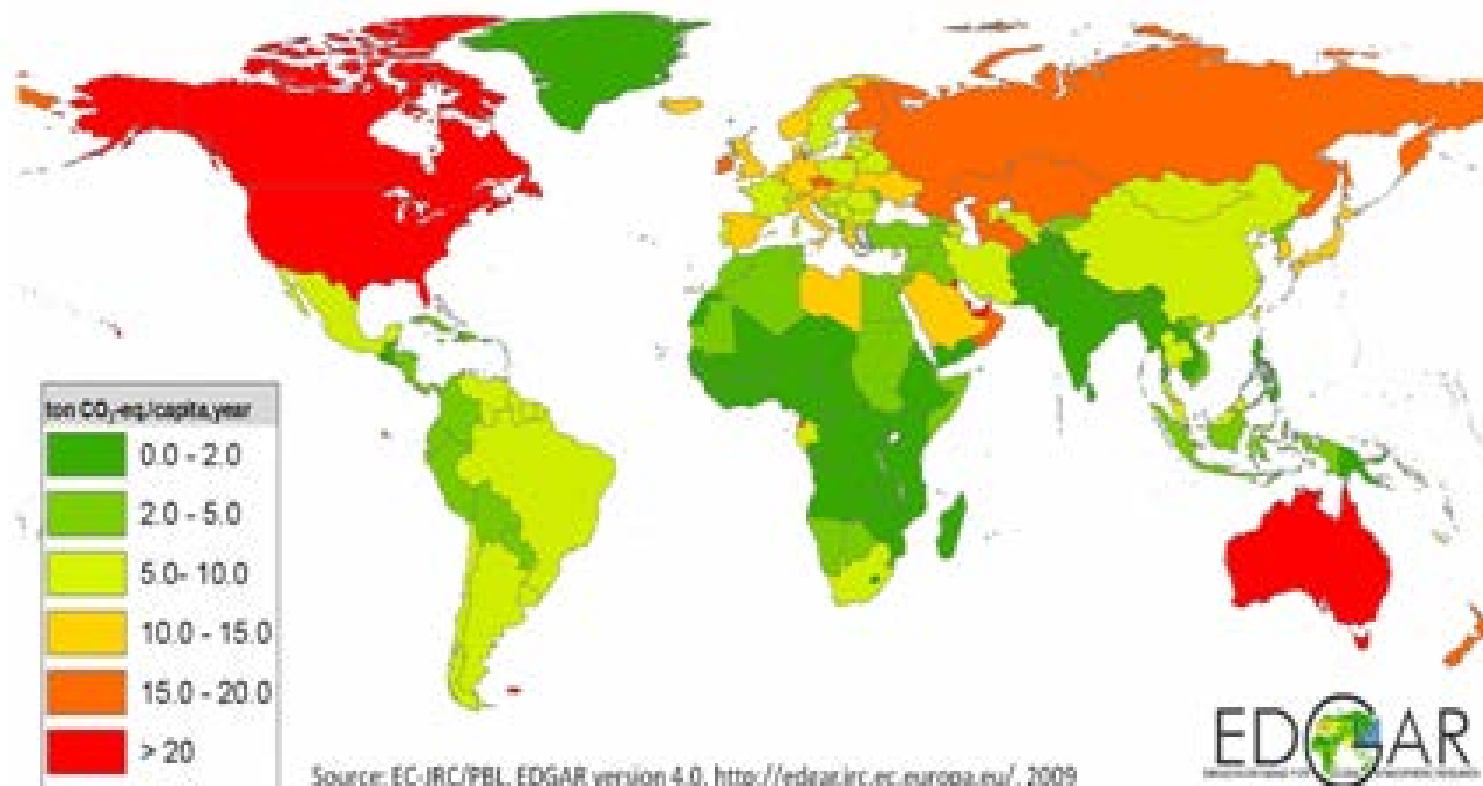 ton CO₂-eq./capita,year
0.0 - 2.0
2.0 - 5.0
5.0- 10.0
10.0 - 15.0
15.0 - 20.0
> 20
Source: EC-JRC/PBL. EDGAR version 4.0. http://edgar.jrc.ec.europa.eu/, 2009
EDGAR